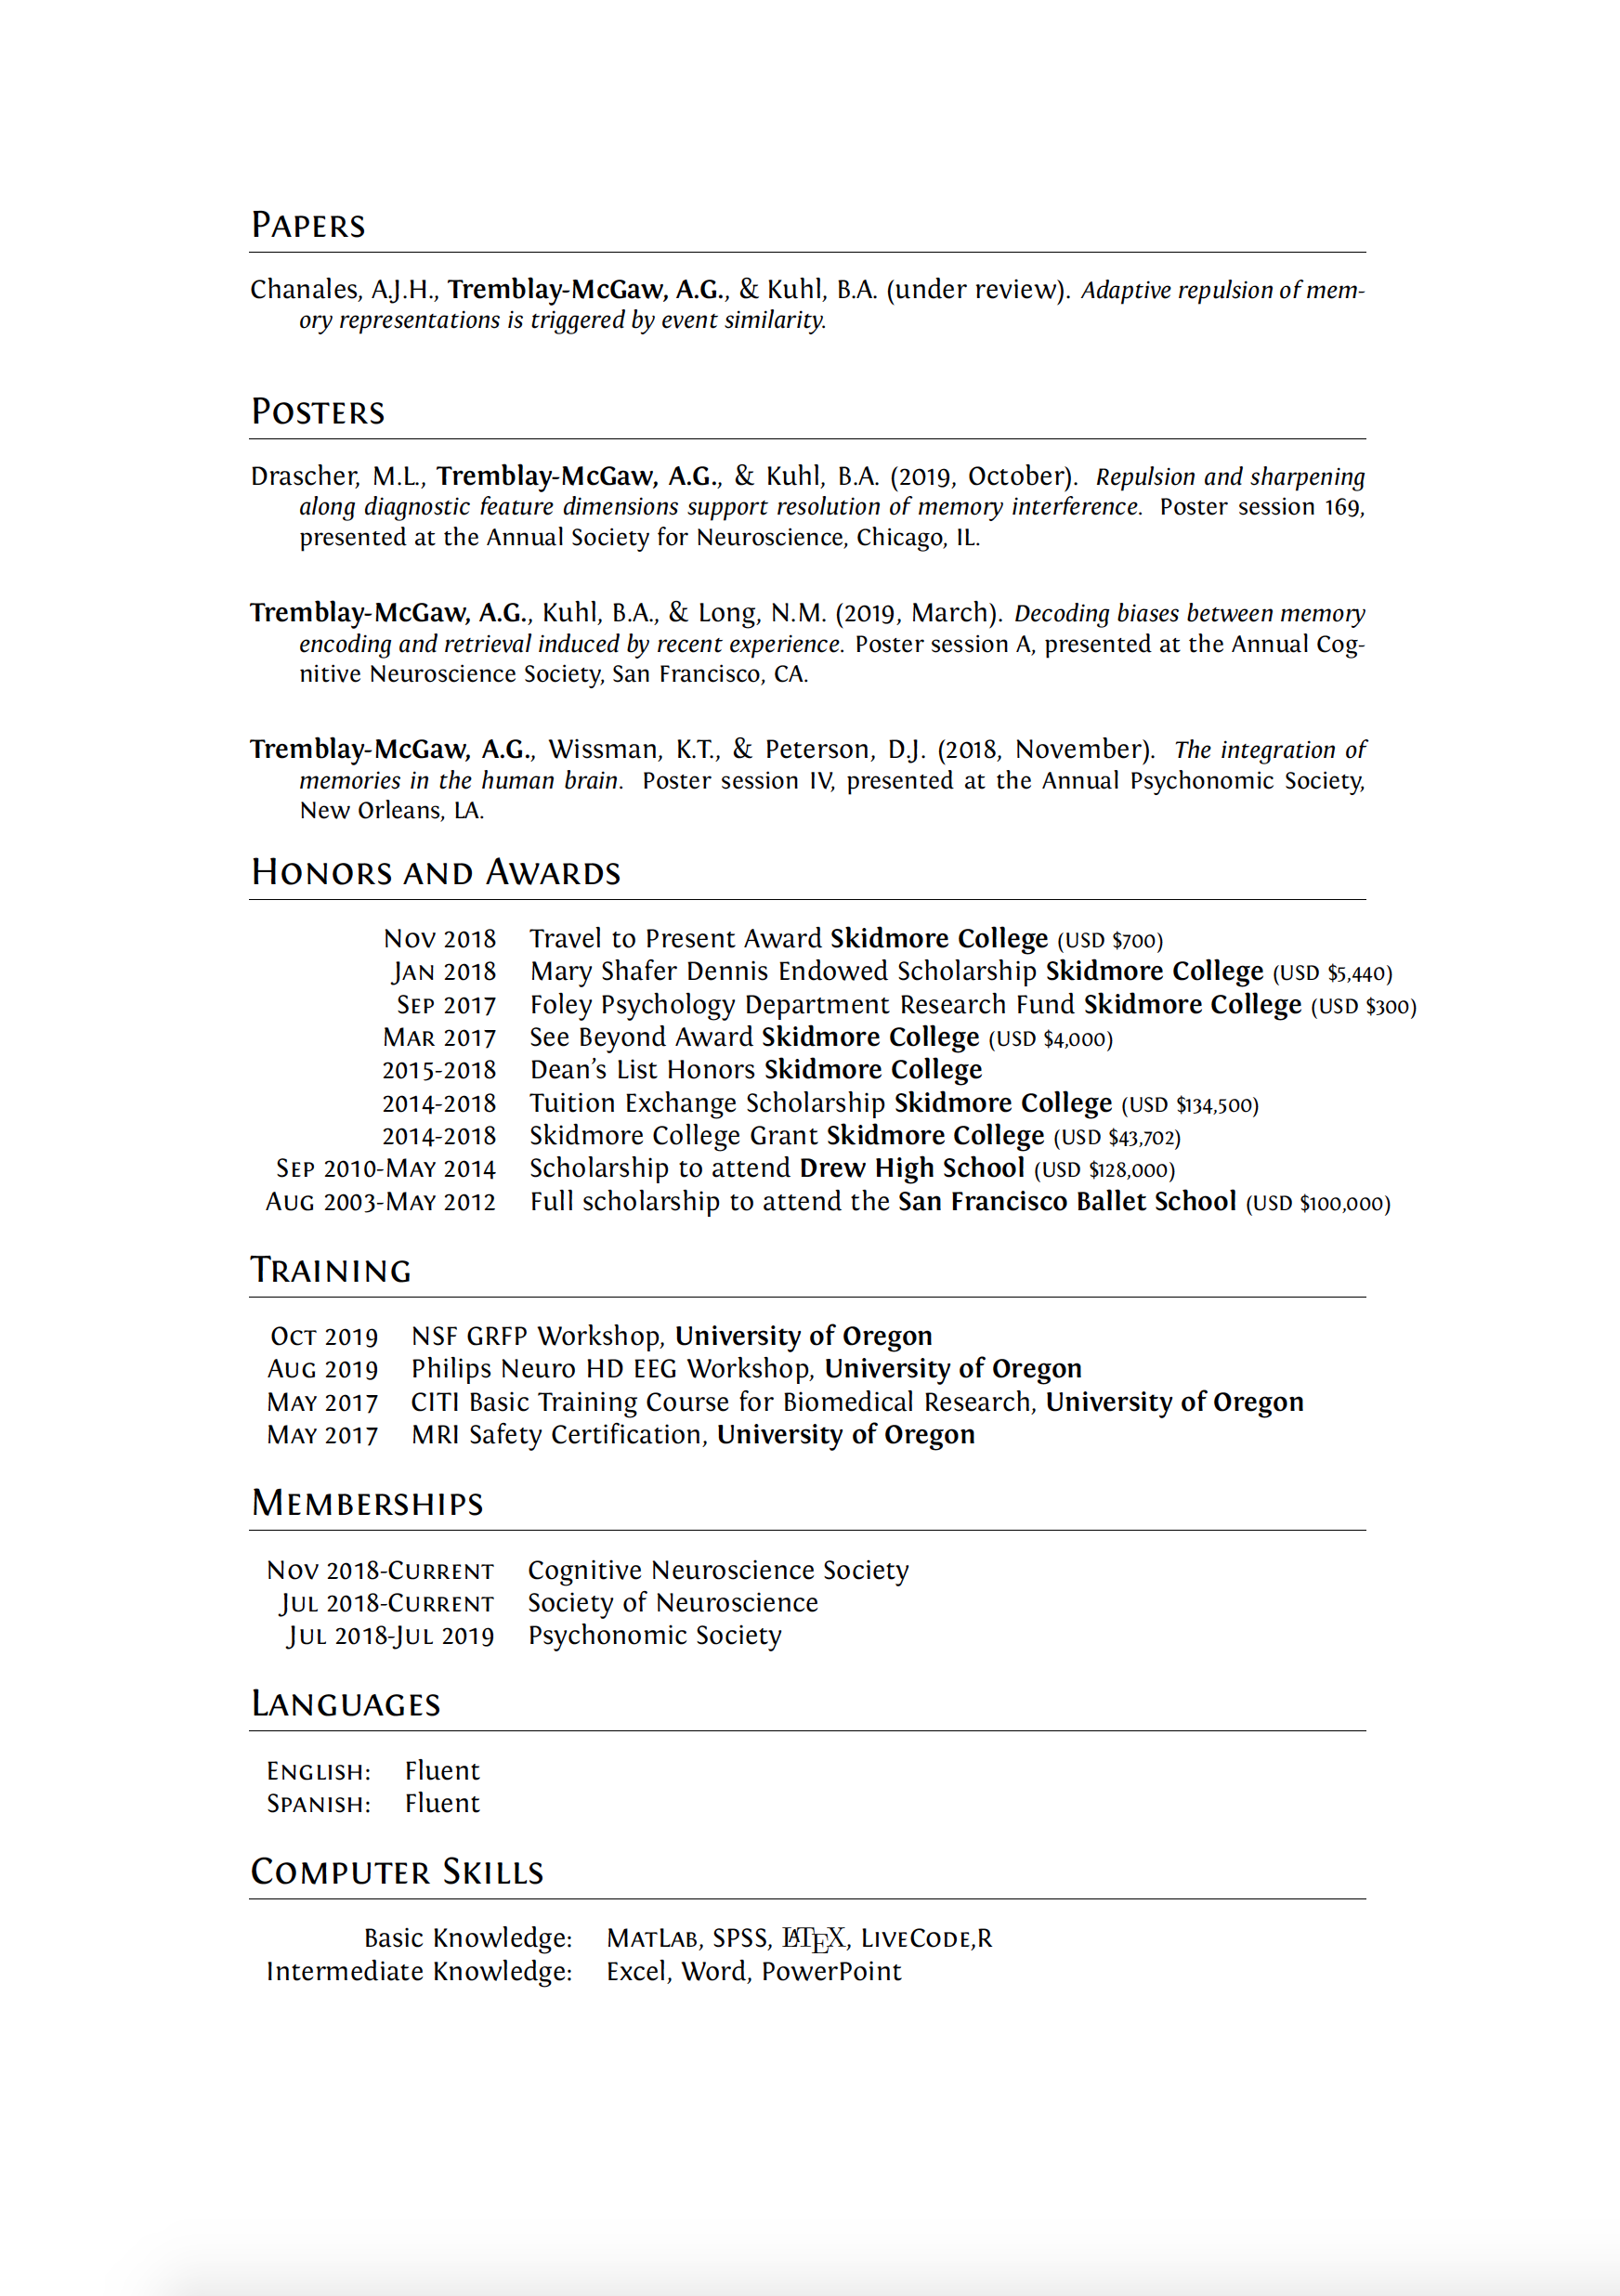 Papers
Chanales, A.J.H., Tremblay-McGaw, A.G., & Kuhl, B.A. (under review). Adaptive repulsion of mem-
ory representations is triggered by event similarity.
Posters
Drascher, M.L., Tremblay-McGaw, A.G., & Kuhl, B.A. (2019, October). Repulsion and sharpening
along diagnostic feature dimensions support resolution of memory interference. Poster session 169,
presented at the Annual Society for Neuroscience, Chicago, IL.
Tremblay-McGaw, A.G., Kuhl, B.A., & Long, N.M. (2019, March). Decoding biases between memory
encoding and retrieval induced by recent experience. Poster session A, presented at the Annual Cog-
nitive Neuroscience Society, San Francisco, CA.
Tremblay-McGaw, A.G., Wissman, K.T., & Peterson, D.J. (2018, November). The integration of
memories in the human brain. Poster session IV, presented at the Annual Psychonomic Society,
New Orleans, LA.
Honors and Awards
Nov 2018 Travel to Present Award Skidmore College (USD $700)
Jan 2018 Mary Shafer Dennis Endowed Scholarship Skidmore College (USD $5,440)
Sep 2017 Foley Psychology Department Research Fund Skidmore College (USD $300)
Mar 2017 See Beyond Award Skidmore College (USD $4,000)
2015-2018 Dean's List Honors Skidmore College
2014-2018 Tuition Exchange Scholarship Skidmore College (USD $134,500)
2014-2018 Skidmore College Grant Skidmore College (USD $43,702)
Sep 2010-May 2014 Scholarship to attend Drew High School (USD $128,000)
Aug 2003-May 2012 Full scholarship to attend the San Francisco Ballet School (USD $100,000)
Training
Oct 2019 NSF GRFP Workshop, University of Oregon
Aug 2019 Philips Neuro HD EEG Workshop, University of Oregon
May 2017 CITI Basic Training Course for Biomedical Research, University of Oregon
May 2017 MRI Safety Certification, University of Oregon
Memberships
Nov 2018-Current Cognitive Neuroscience Society
Jul 2018-Current Society of Neuroscience
Jul 2018-Jul 2019 Psychonomic Society
Languages
English: Fluent
Spanish: Fluent
Computer Skills
Basic Knowledge: MatLab, SPSS, LATEX, LiveCode,R
Intermediate Knowledge: Excel, Word, PowerPoint